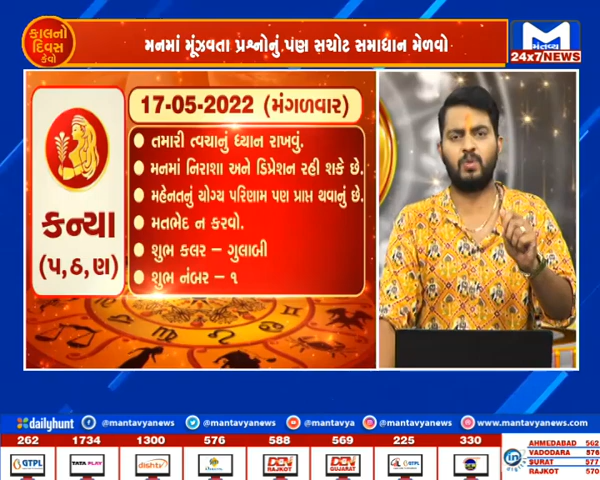 કાલનો
દિવસ
કેવો
મનમાં મૂંઝવતા પ્રશ્નોનું પણ સચોટ સમાધાન મેળવો
મંતવ્ય
24x7NEWS
17-05-2022 (મંગળવાર)
તમારી ત્વચાનું ધ્યાન રાખવું.
મનમાં નિરાશા અને ડિપ્રેશન રહી શકે છે.
મહેનતનું યોગ્ય પરિણામ પણ પ્રાપ્ત થવાનું છે.
મતભેદ ન કરવો.
શુભ કલર – ગુલાબી
શુભ નંબર – ૧
કન્યા
(પ,ઠ,ણ)
dailyhunt @mantavyanews @mantavyanews @mantavya @mantavyanews www.mantavyanews.com
262 1734 1300 576 588 569 225 330
GTPL TATA PLAY dishtv DEN RAJKOT DEN GUJARAT GTPL
in
AHMEDABAD 562
VADODARA 576
SURAT 577
RAJKOT 570